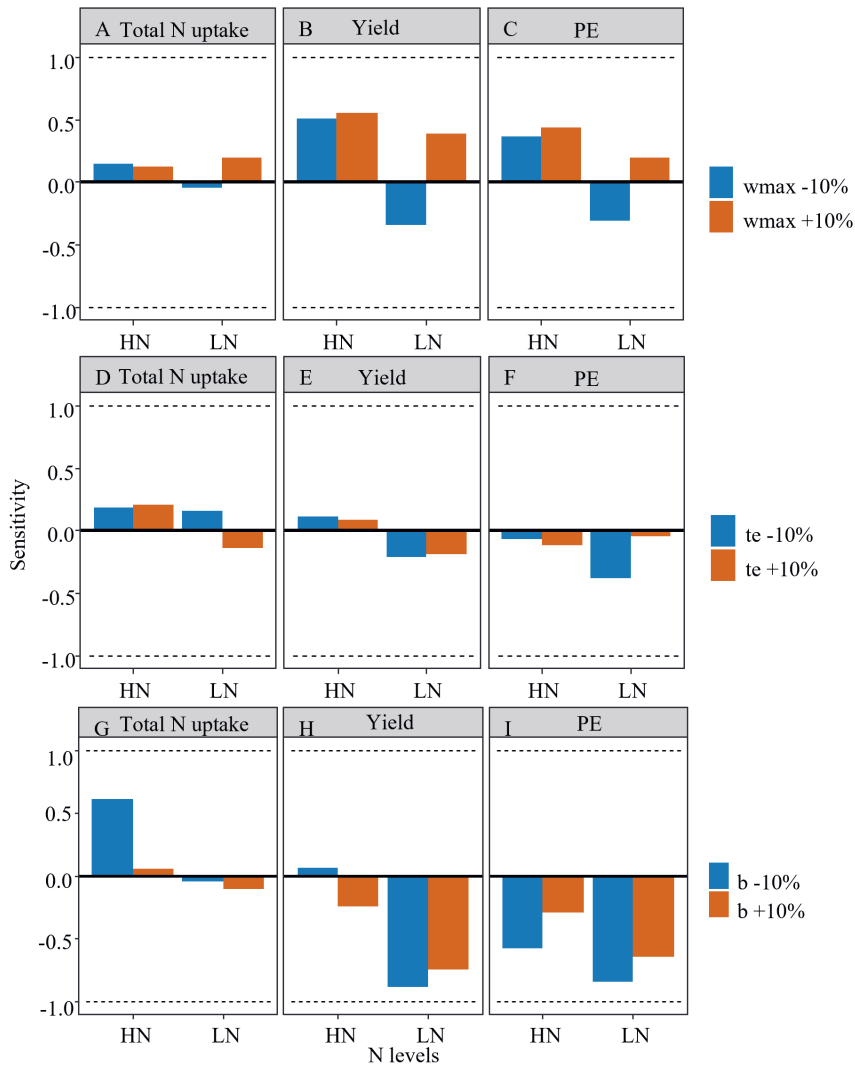 A Total N uptake B Yield C PE
1.0
0.5
0.0
-0.5
-1.0
HN LN HN LN HN LN
wmax -10%
wmax +10%
D Total N uptake E Yield F PE
1.0
0.5
0.0
-0.5
-1.0
HN LN HN LN HN LN
te -10%
te +10%
Sensitivity
G Total N uptake H Yield I PE
1.0
0.5
0.0
-0.5
-1.0
HN LN HN LN HN LN
b -10%
b +10%
N levels